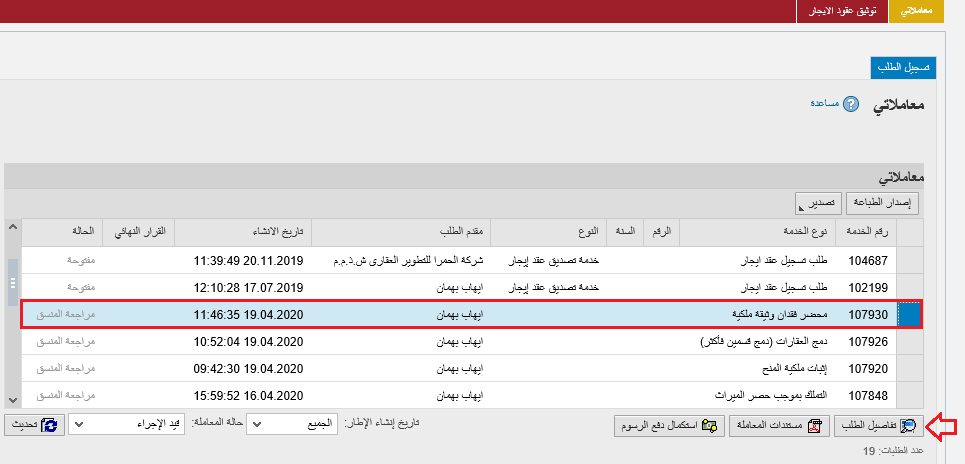 معاملاتي توثيق عقود الايجار
تسجيل الطلب
معاملاتي مساعدة
معاملاتي
إصدار الطباعة تصدير
رقم الخدمة نوع الخدمة الرقم السنة النوع مقدم الطلب تاريخ الانشاء القرار النهائي الحالة
104687 طلب تسجيل عقد ايجار خدمة تصديق عقد إيجار شركة الحمرا للتطوير العقارى ش.ذ.م.م 20.11.2019 11:39:49 مفتوحة
102199 طلب تسجيل عقد ايجار خدمة تصديق عقد إيجار ايهاب بهمان 17.07.2019 12:10:28 مفتوحة
107930 محضر فقدان وثيقة ملكية ايهاب بهمان 19.04.2020 11:46:35 مراجعة المنسق
107926 دمج العقارات (دمج قسمين فأكثر) ايهاب بهمان 19.04.2020 10:52:04 مراجعة المنسق
107920 إثبات ملكية المنح ايهاب بهمان 19.04.2020 09:42:30 مراجعة المنسق
107848 التملك بموجب حصر الميراث ايهاب بهمان 16.04.2020 15:59:52 مراجعة المنسق
تفاصيل الطلب مستندات المعاملة استكمال دفع الرسوم تاريخ إنشاء الإطار: الجميع حالة المعاملة: قيد الإجراء تحديث
عدد الطلبات: 19